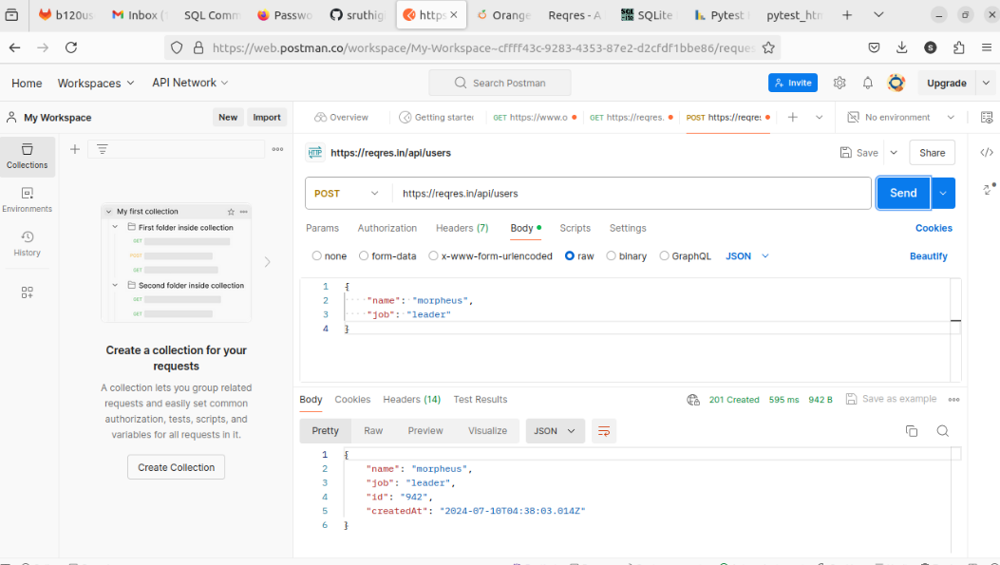 b120us
Inbox (1
SQL Comm
Passwo
sruthig
https
Orange
Reqres - A
SQLite
Pytest
pytest_htm
https://web.postman.co/workspace/My-Workspace~cffff43c-9283-4353-87e2-d2cfdf1bbe86/reques
S
Home Workspaces API Network Search Postman Invite Upgrade
My Workspace New Import Overview Getting started GET https://www.o GET https://reqres. POST https://reqres No environment
Collections
Environments
History
My first collection
First folder inside collection
GET
POST
GET
Second folder inside collection
GET
GET
Create a collection for your
requests
A collection lets you group related
requests and easily set common
authorization, tests, scripts, and
variables for all requests in it.
Create Collection
HTTP https://reqres.in/api/users Save Share
POST https://reqres.in/api/users Send
Params Authorization Headers (7) Body Scripts Settings Cookies
none form-data x-www-form-urlencoded raw binary GraphQL JSON Beautify
1 {
2 "name": "morpheus",
3 "job": "leader"
4 }
Body Cookies Headers (14) Test Results 201 Created 595 ms 942 B Save as example
Pretty Raw Preview Visualize JSON
1 {
2 "name": "morpheus",
3 "job": "leader",
4 "id": "942",
5 "createdAt": "2024-07-10T04:38:03.014Z"
6 }